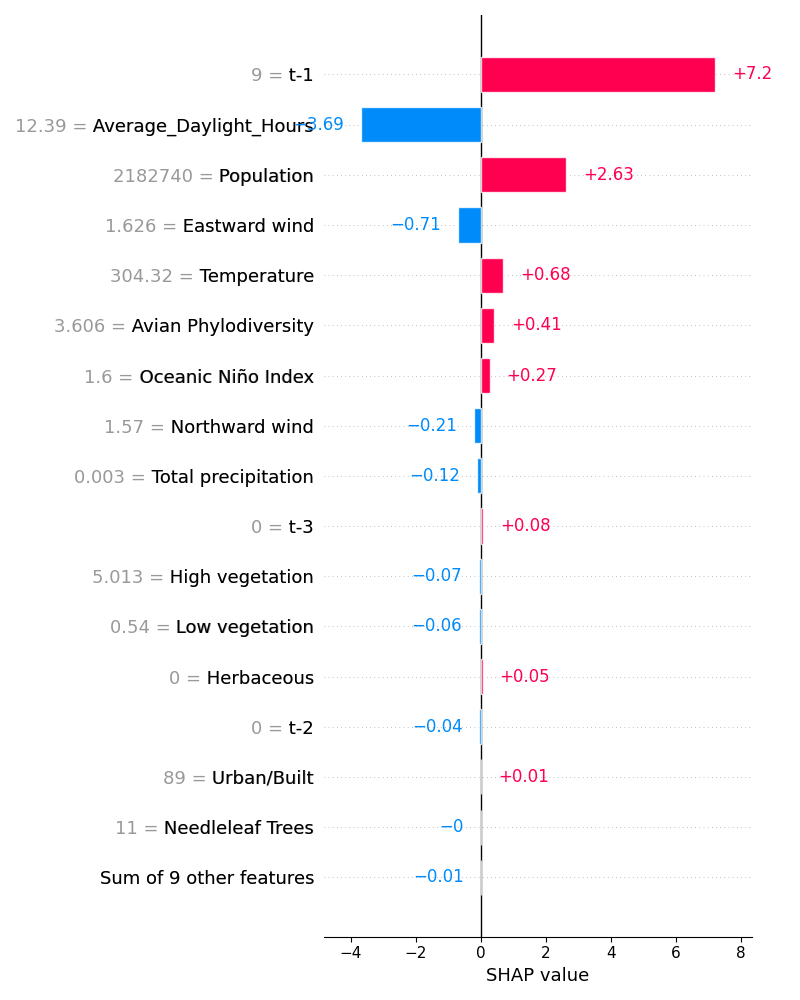 9 = t-1 +7.2
12.39 = Average_Daylight_Hours −3.69
2182740 = Population +2.63
1.626 = Eastward wind −0.71
304.32 = Temperature +0.68
3.606 = Avian Phylodiversity +0.41
1.6 = Oceanic Niño Index +0.27
1.57 = Northward wind −0.21
0.003 = Total precipitation −0.12
0 = t-3 +0.08
5.013 = High vegetation −0.07
0.54 = Low vegetation −0.06
0 = Herbaceous +0.05
0 = t-2 −0.04
89 = Urban/Built +0.01
11 = Needleleaf Trees −0
Sum of 9 other features −0.01
−4 −2 0 2 4 6 8
SHAP value